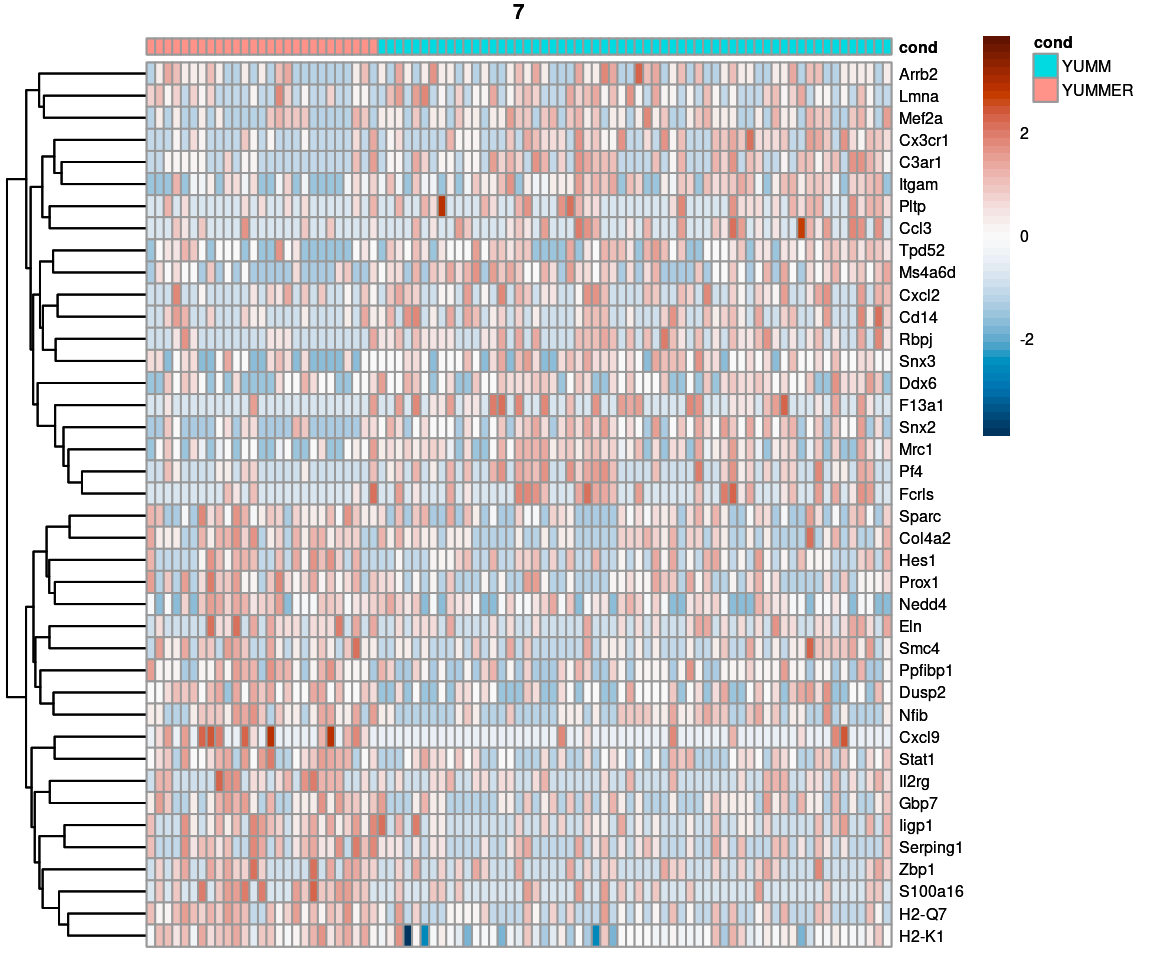 7
cond
cond
YUMM
YUMMER
2
0
-2
Arrb2
Lmna
Mef2a
Cx3cr1
C3ar1
Itgam
Pltp
Ccl3
Tpd52
Ms4a6d
Cxcl2
Cd14
Rbpj
Snx3
Ddx6
F13a1
Snx2
Mrc1
Pf4
Fcrls
Sparc
Col4a2
Hes1
Prox1
Nedd4
Eln
Smc4
Ppfibp1
Dusp2
Nfib
Cxcl9
Stat1
Il2rg
Gbp7
Iigp1
Serping1
Zbp1
S100a16
H2-Q7
H2-K1